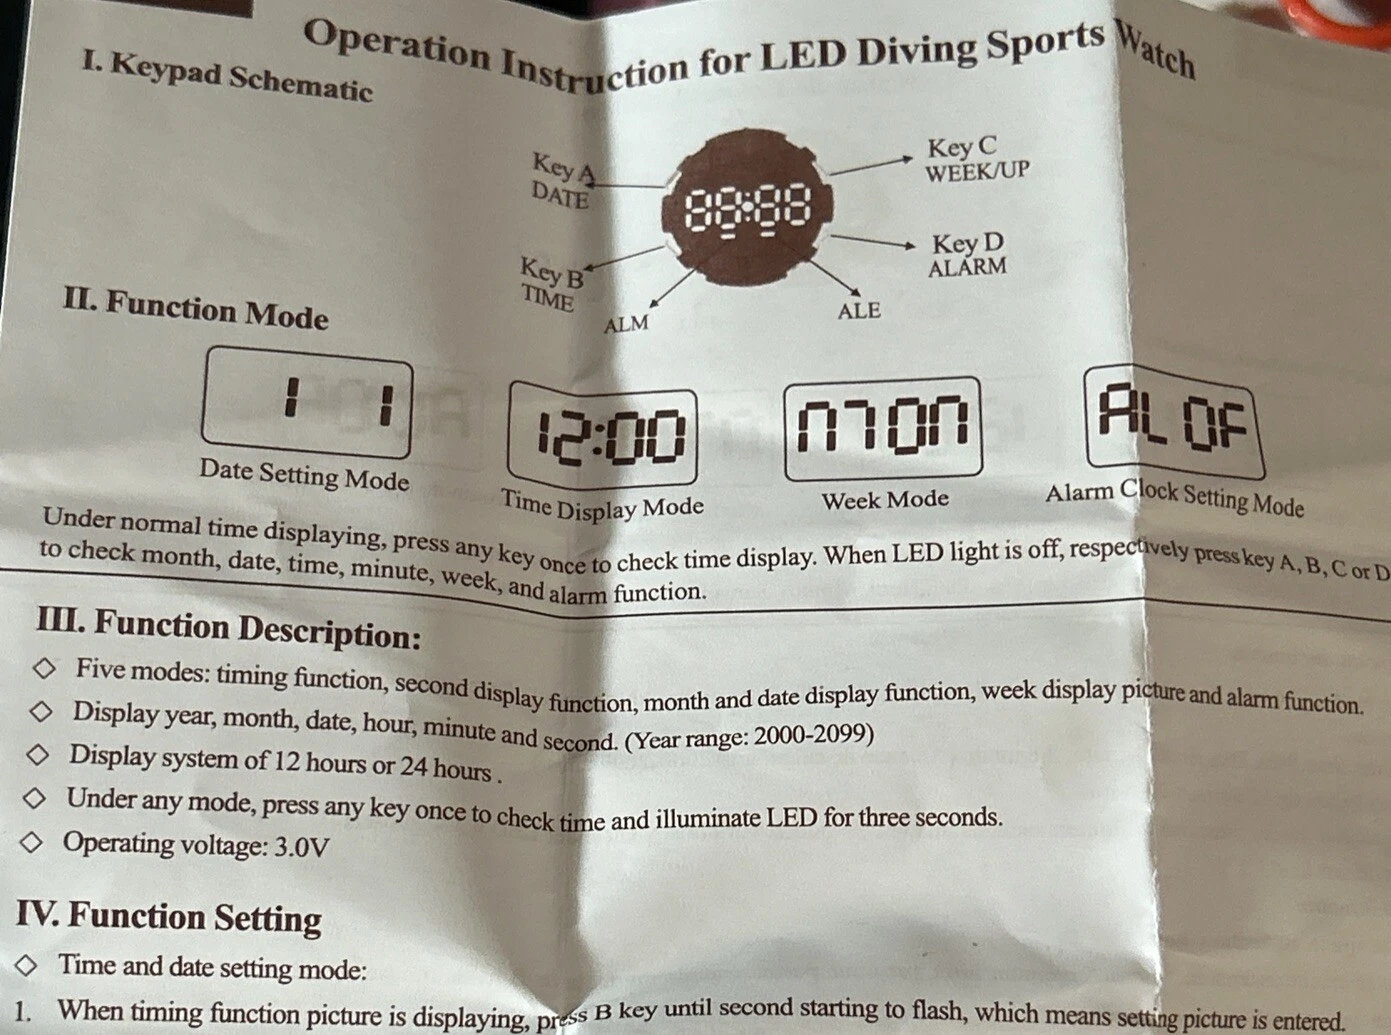 Operation Instruction for LED Diving Sports Watch
I. Keypad Schematic
Key A
DATE
Key C
WEEK/UP
88:88
Key B
TIME
Key D
ALARM
ALM
ALE
II. Function Mode
1 1
12:00
MON
AL OF
Date Setting Mode
Time Display Mode
Week Mode
Alarm Clock Setting Mode
Under normal time displaying, press any key once to check time display. When LED light is off, respectively press key A, B, C or D
to check month, date, time, minute, week, and alarm function.
III. Function Description:
◇ Five modes: timing function, second display function, month and date display function, week display picture and alarm function.
◇ Display year, month, date, hour, minute and second. (Year range: 2000-2099)
◇ Display system of 12 hours or 24 hours .
◇ Under any mode, press any key once to check time and illuminate LED for three seconds.
◇ Operating voltage: 3.0V
IV. Function Setting
◇ Time and date setting mode:
1. When timing function picture is displaying, press B key until second starting to flash, which means setting picture is entered.